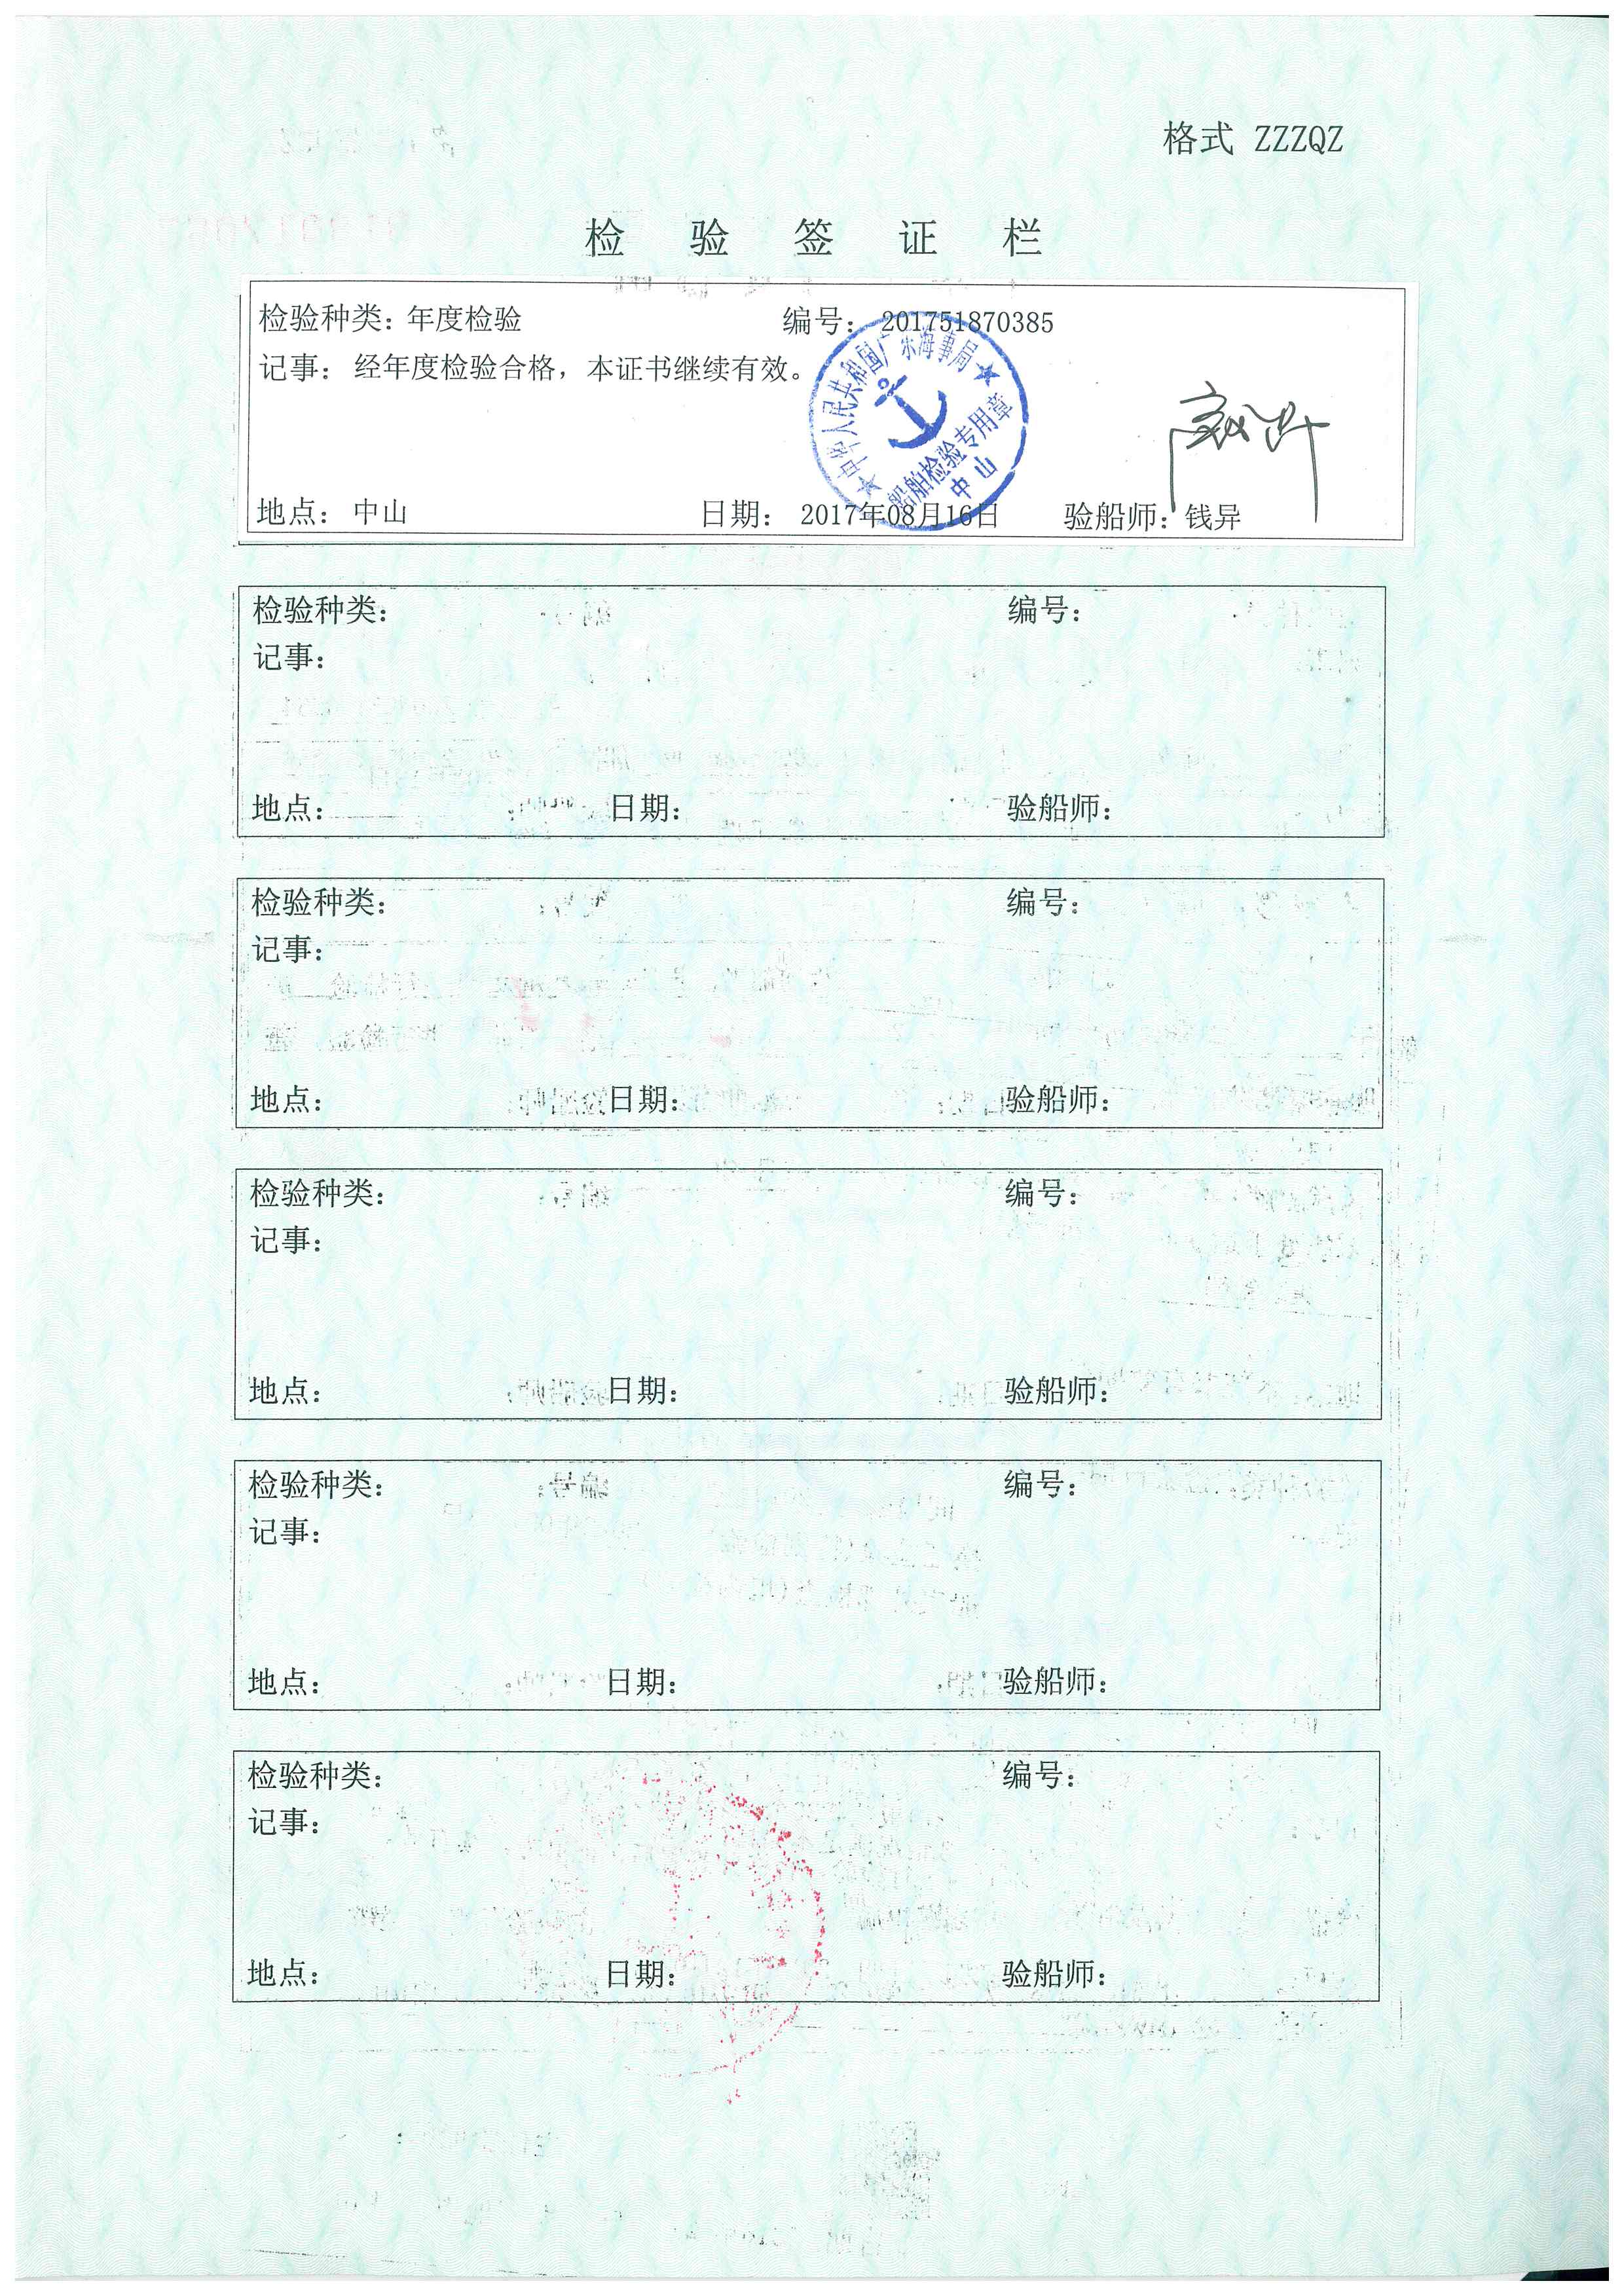 格式 ZZZQZ
检 验 签 证 栏
检验种类：年度检验 编号：201751870385
记事：经年度检验合格，本证书继续有效。
中华人民共和国广东海事局
船舶检验专用章
中山
地点：中山 日期：2017年08月16日 验船师：钱异
检验种类： 编号：
记事：
地点： 日期： 验船师：
检验种类： 编号：
记事：
地点： 日期： 验船师：
检验种类： 编号：
记事：
地点： 日期： 验船师：
检验种类： 编号：
记事：
地点： 日期： 验船师：
检验种类： 编号：
记事：
地点： 日期： 验船师：